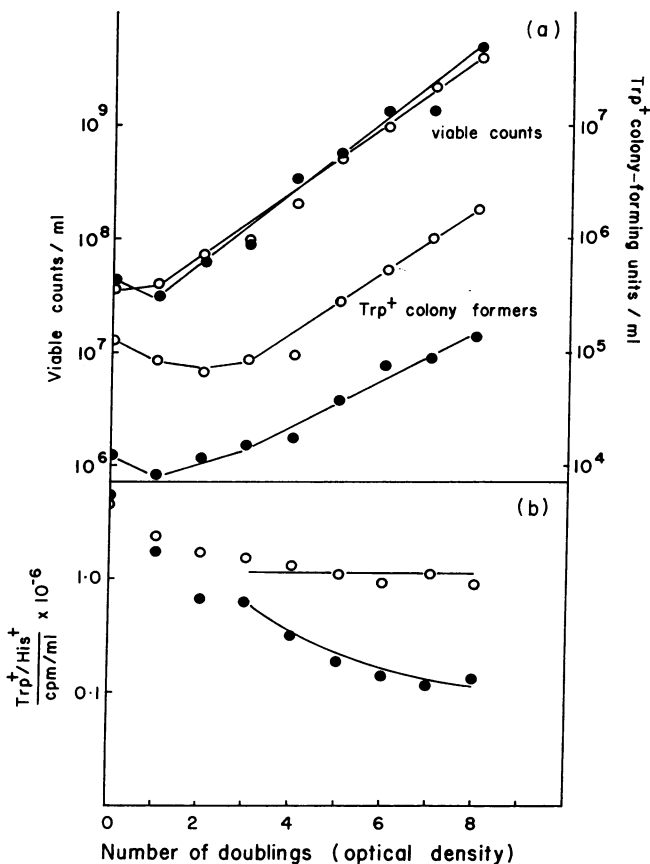 (a)
10⁹
10⁸
10⁷
10⁶
Viable counts / ml
viable counts
Trp⁺ colony formers
10⁷
10⁶
10⁵
10⁴
Trp⁺ colony-forming units / ml
(b)
1·0
0·1
Trp⁺/His⁺
cpm/ml
x 10⁻⁶
0
2
4
6
8
Number of doublings (optical density)